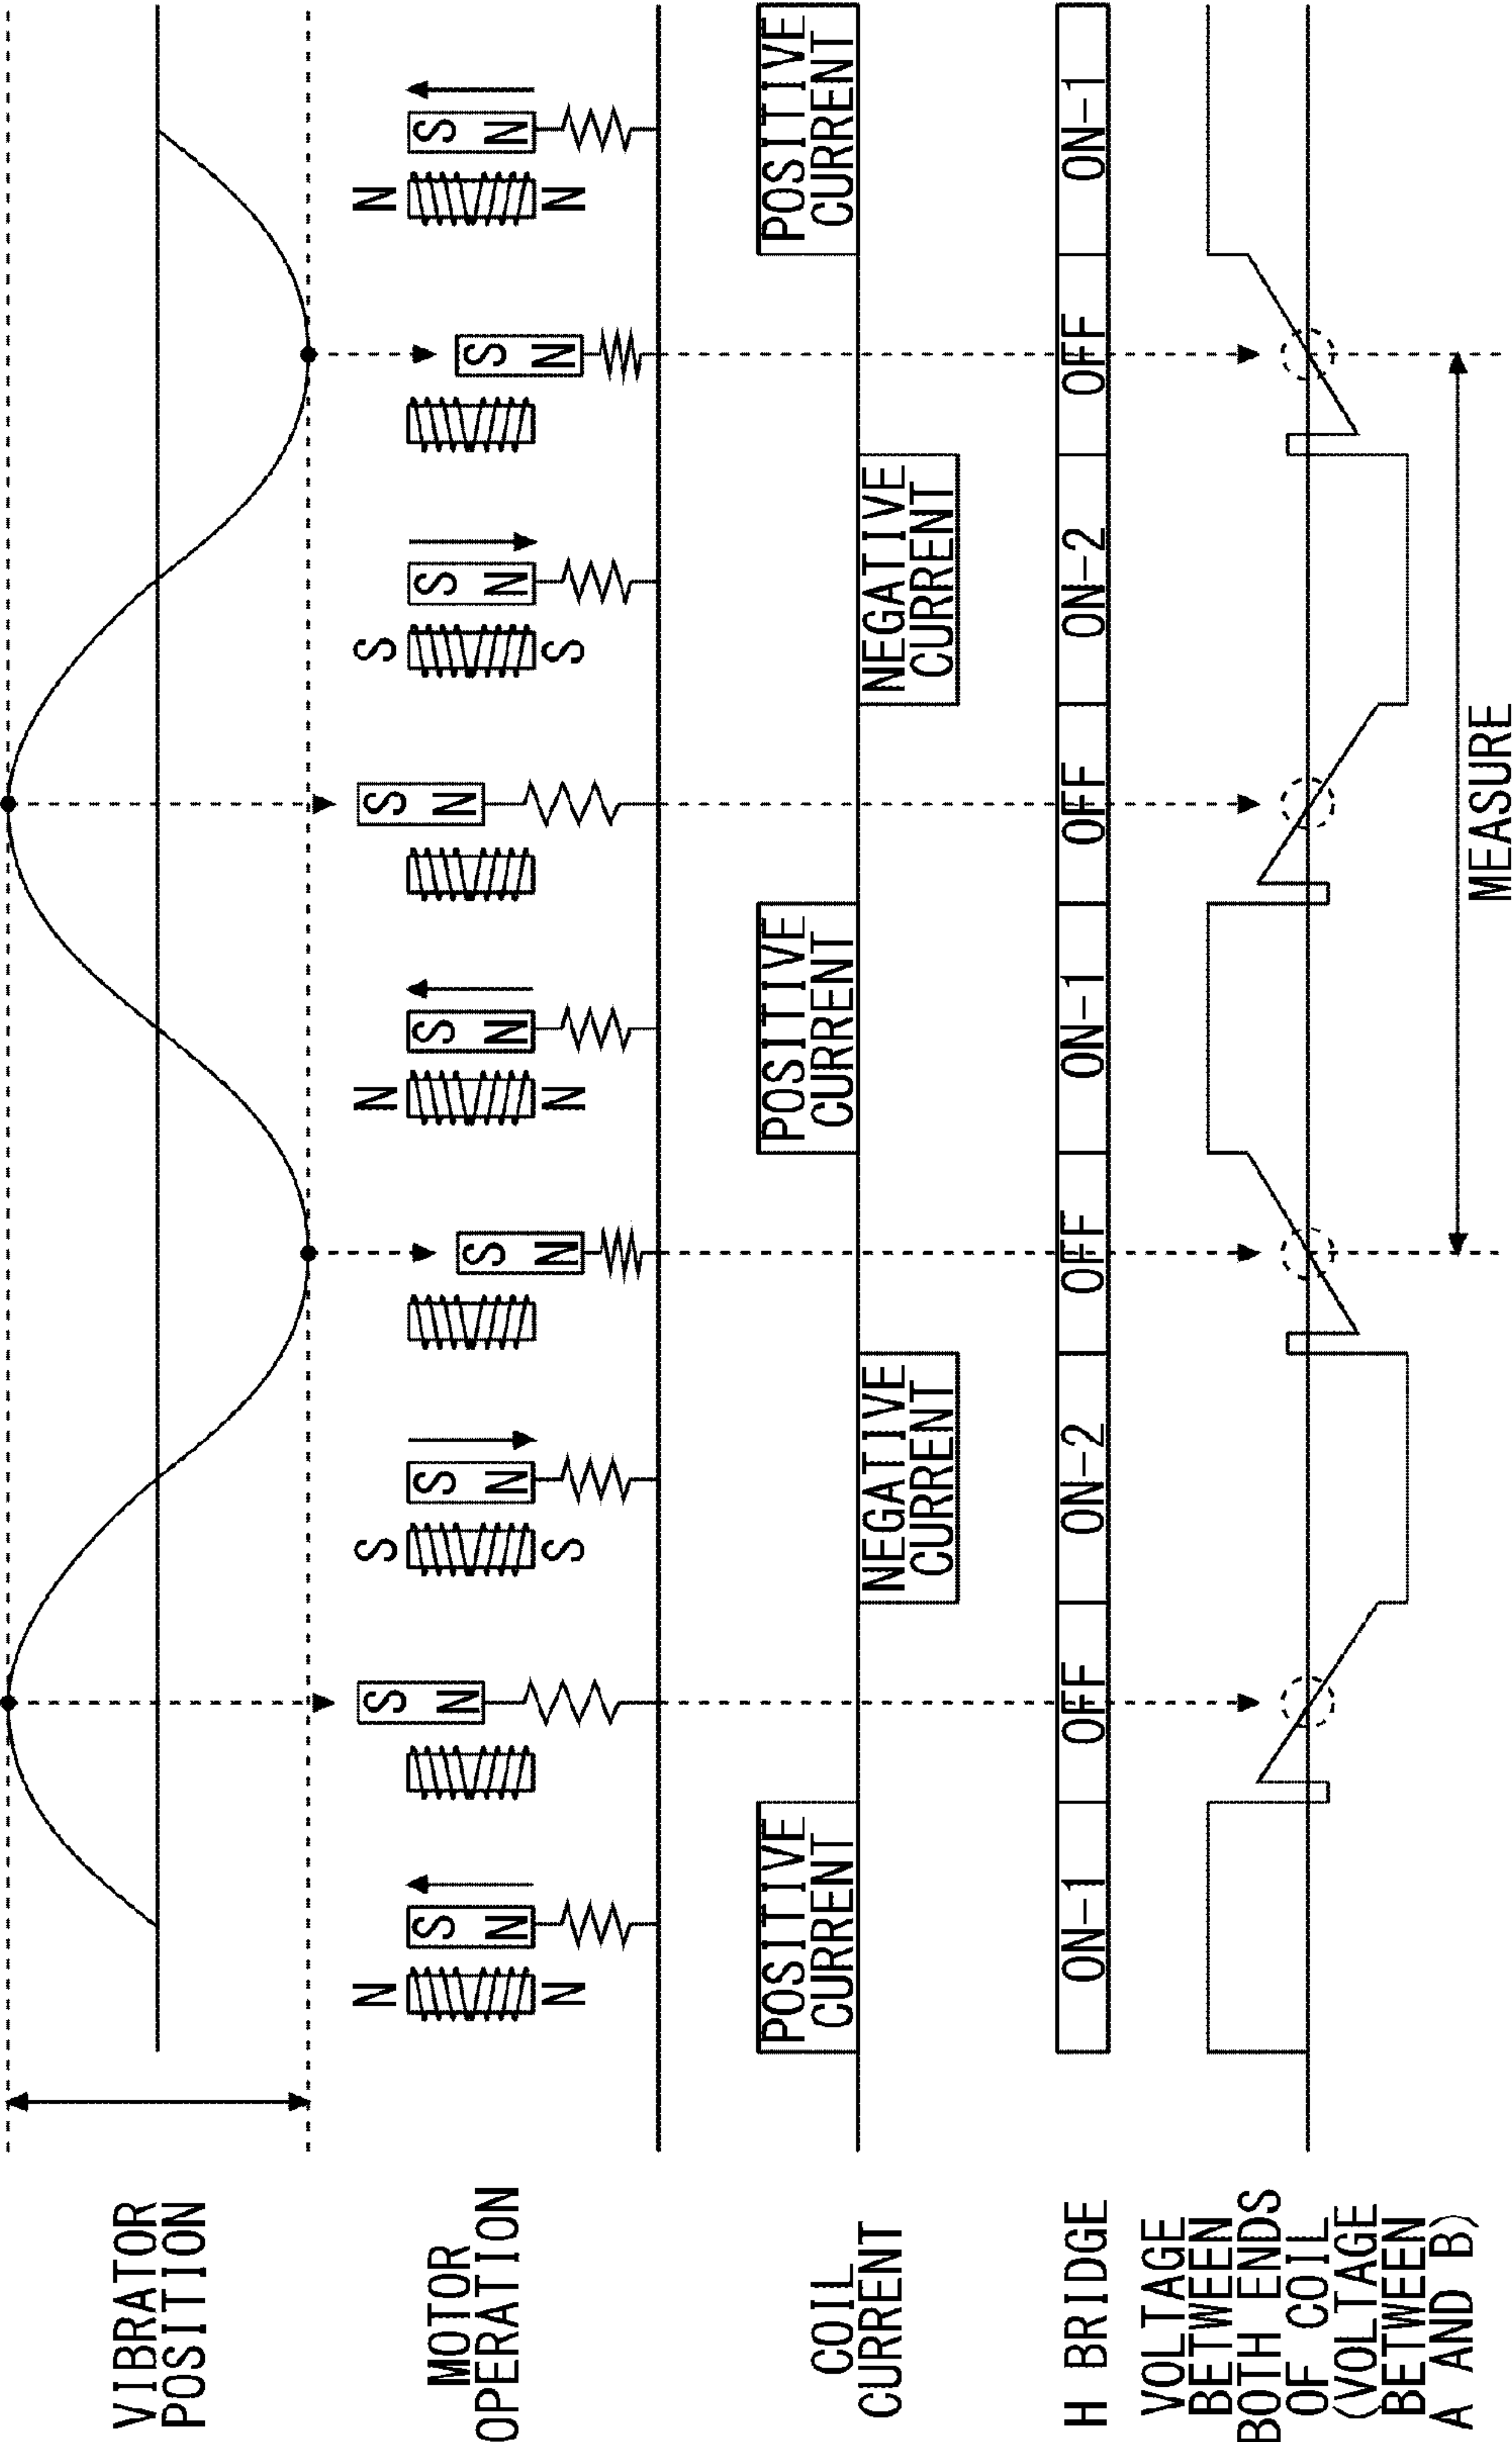 VIBRATOR
POSITION
MOTOR
OPERATION
N
N
S
N
S
N
S
S
S
N
S
N
N
N
S
N
S
N
S
S
S
N
S
N
N
N
S
N
COIL
CURRENT
POSITIVE
CURRENT
NEGATIVE
CURRENT
POSITIVE
CURRENT
NEGATIVE
CURRENT
POSITIVE
CURRENT
H BRIDGE
ON-1
OFF
ON-2
OFF
ON-1
OFF
ON-2
OFF
ON-1
VOLTAGE
BETWEEN
BOTH ENDS
OF COIL
(VOLTAGE
BETWEEN
A AND B)
MEASURE